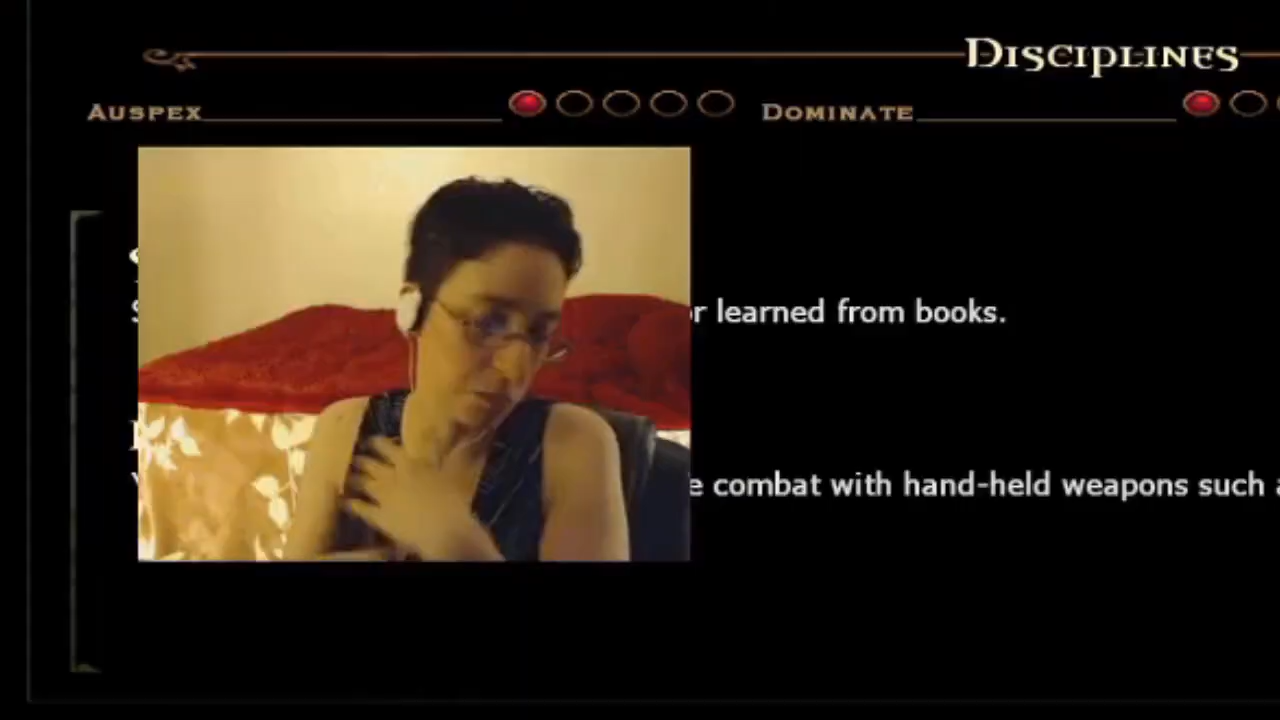 DISCIPLINES
AUSPEX DOMINATE
learned from books.
combat with hand-held weapons such